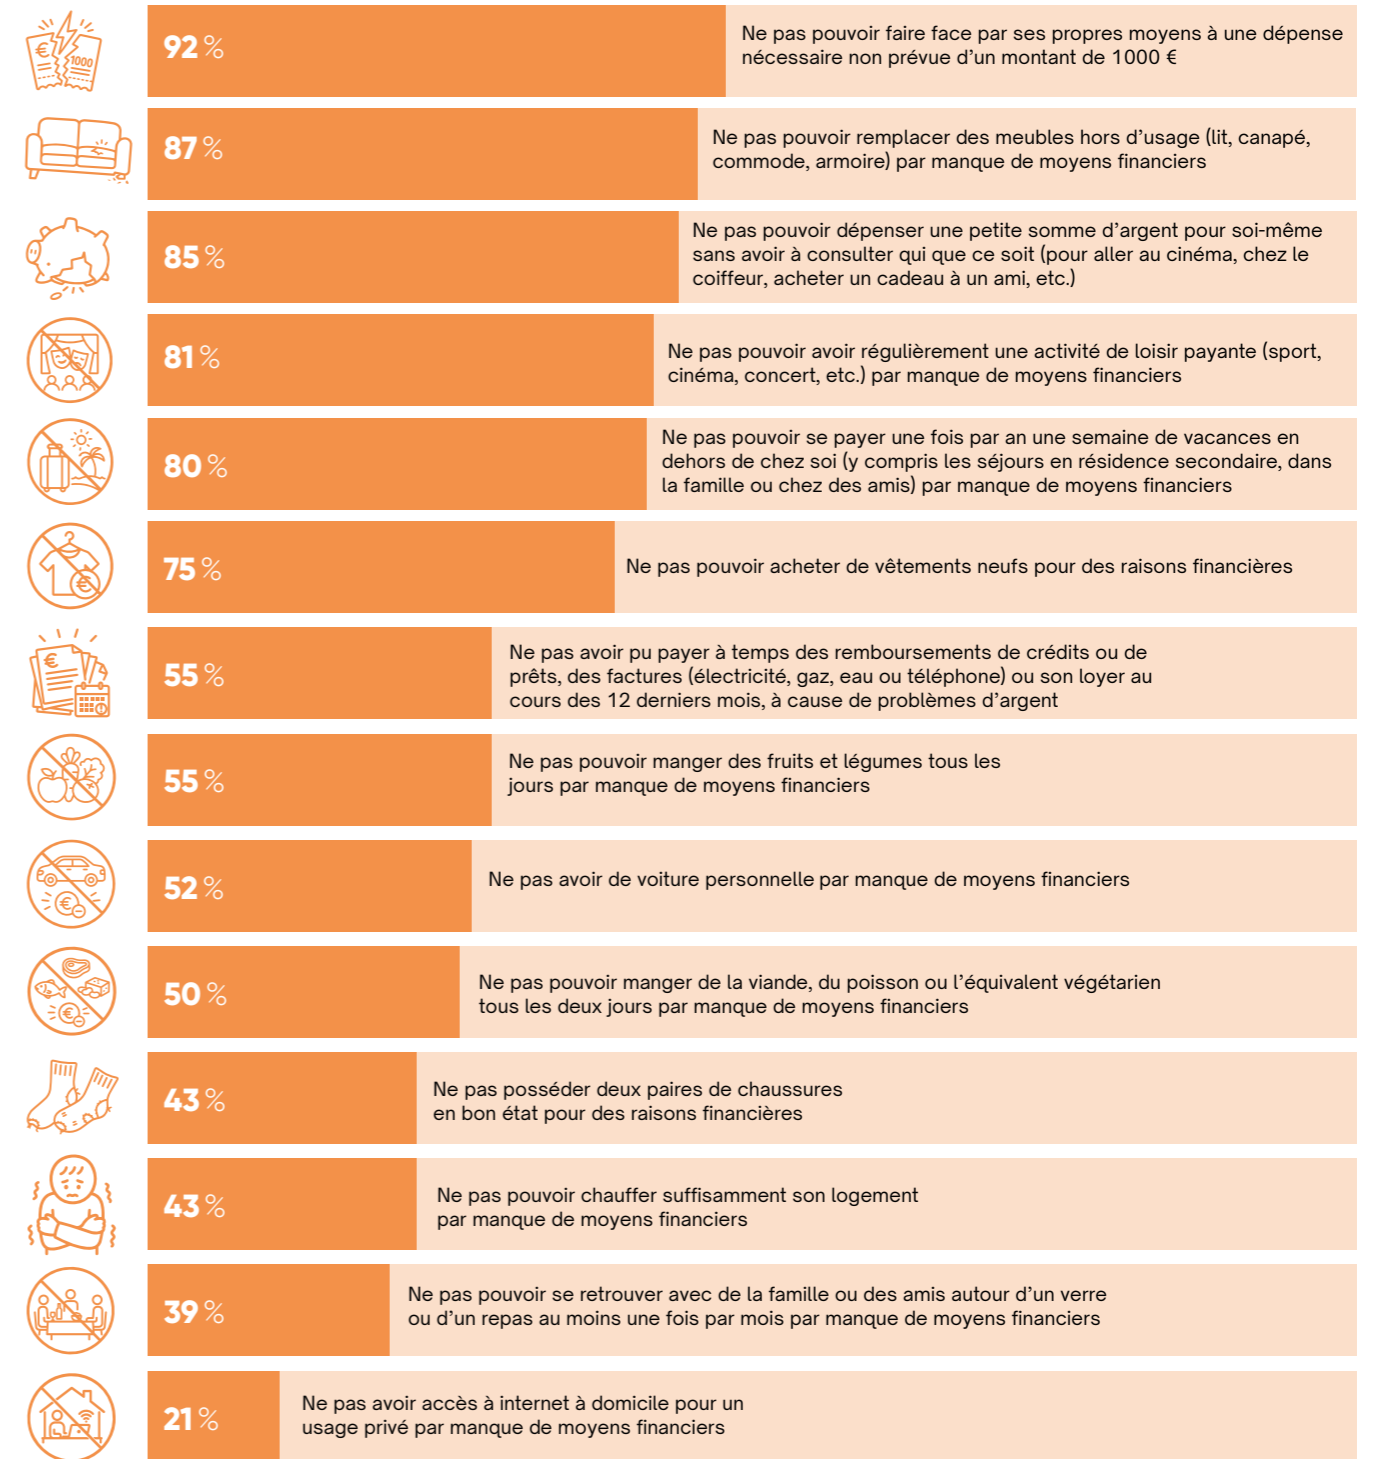 €
1000
92 %
Ne pas pouvoir faire face par ses propres moyens à une dépense
nécessaire non prévue d’un montant de 1000 €
87 %
Ne pas pouvoir remplacer des meubles hors d’usage (lit, canapé,
commode, armoire) par manque de moyens financiers
85 %
Ne pas pouvoir dépenser une petite somme d’argent pour soi-même
sans avoir à consulter qui que ce soit (pour aller au cinéma, chez le
coiffeur, acheter un cadeau à un ami, etc.)
81 %
Ne pas pouvoir avoir régulièrement une activité de loisir payante (sport,
cinéma, concert, etc.) par manque de moyens financiers
80 %
Ne pas pouvoir se payer une fois par an une semaine de vacances en
dehors de chez soi (y compris les séjours en résidence secondaire, dans
la famille ou chez des amis) par manque de moyens financiers
€
75 %
Ne pas pouvoir acheter de vêtements neufs pour des raisons financières
€
55 %
Ne pas avoir pu payer à temps des remboursements de crédits ou de
prêts, des factures (électricité, gaz, eau ou téléphone) ou son loyer au
cours des 12 derniers mois, à cause de problèmes d’argent
55 %
Ne pas pouvoir manger des fruits et légumes tous les
jours par manque de moyens financiers
€
52 %
Ne pas avoir de voiture personnelle par manque de moyens financiers
€
50 %
Ne pas pouvoir manger de la viande, du poisson ou l’équivalent végétarien
tous les deux jours par manque de moyens financiers
43 %
Ne pas posséder deux paires de chaussures
en bon état pour des raisons financières
43 %
Ne pas pouvoir chauffer suffisamment son logement
par manque de moyens financiers
39 %
Ne pas pouvoir se retrouver avec de la famille ou des amis autour d’un verre
ou d’un repas au moins une fois par mois par manque de moyens financiers
21 %
Ne pas avoir accès à internet à domicile pour un
usage privé par manque de moyens financiers